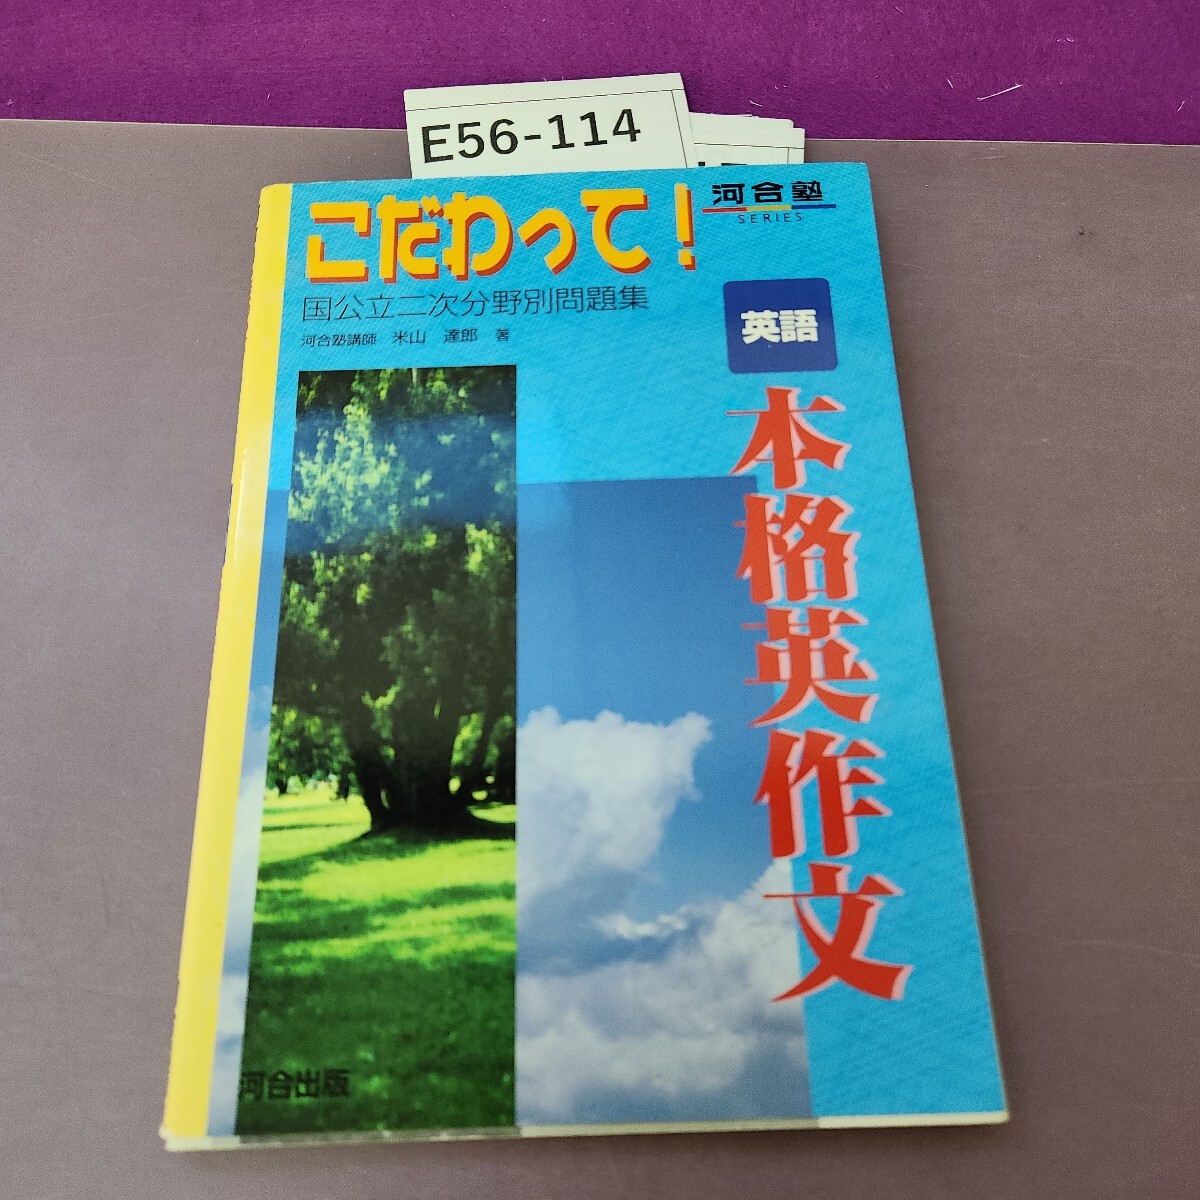 E56-114
こだわって！
河合塾
SERIES
国公立二次分野別問題集
河合塾講師 米山 達郎 著
英語
本格英作文
河合出版